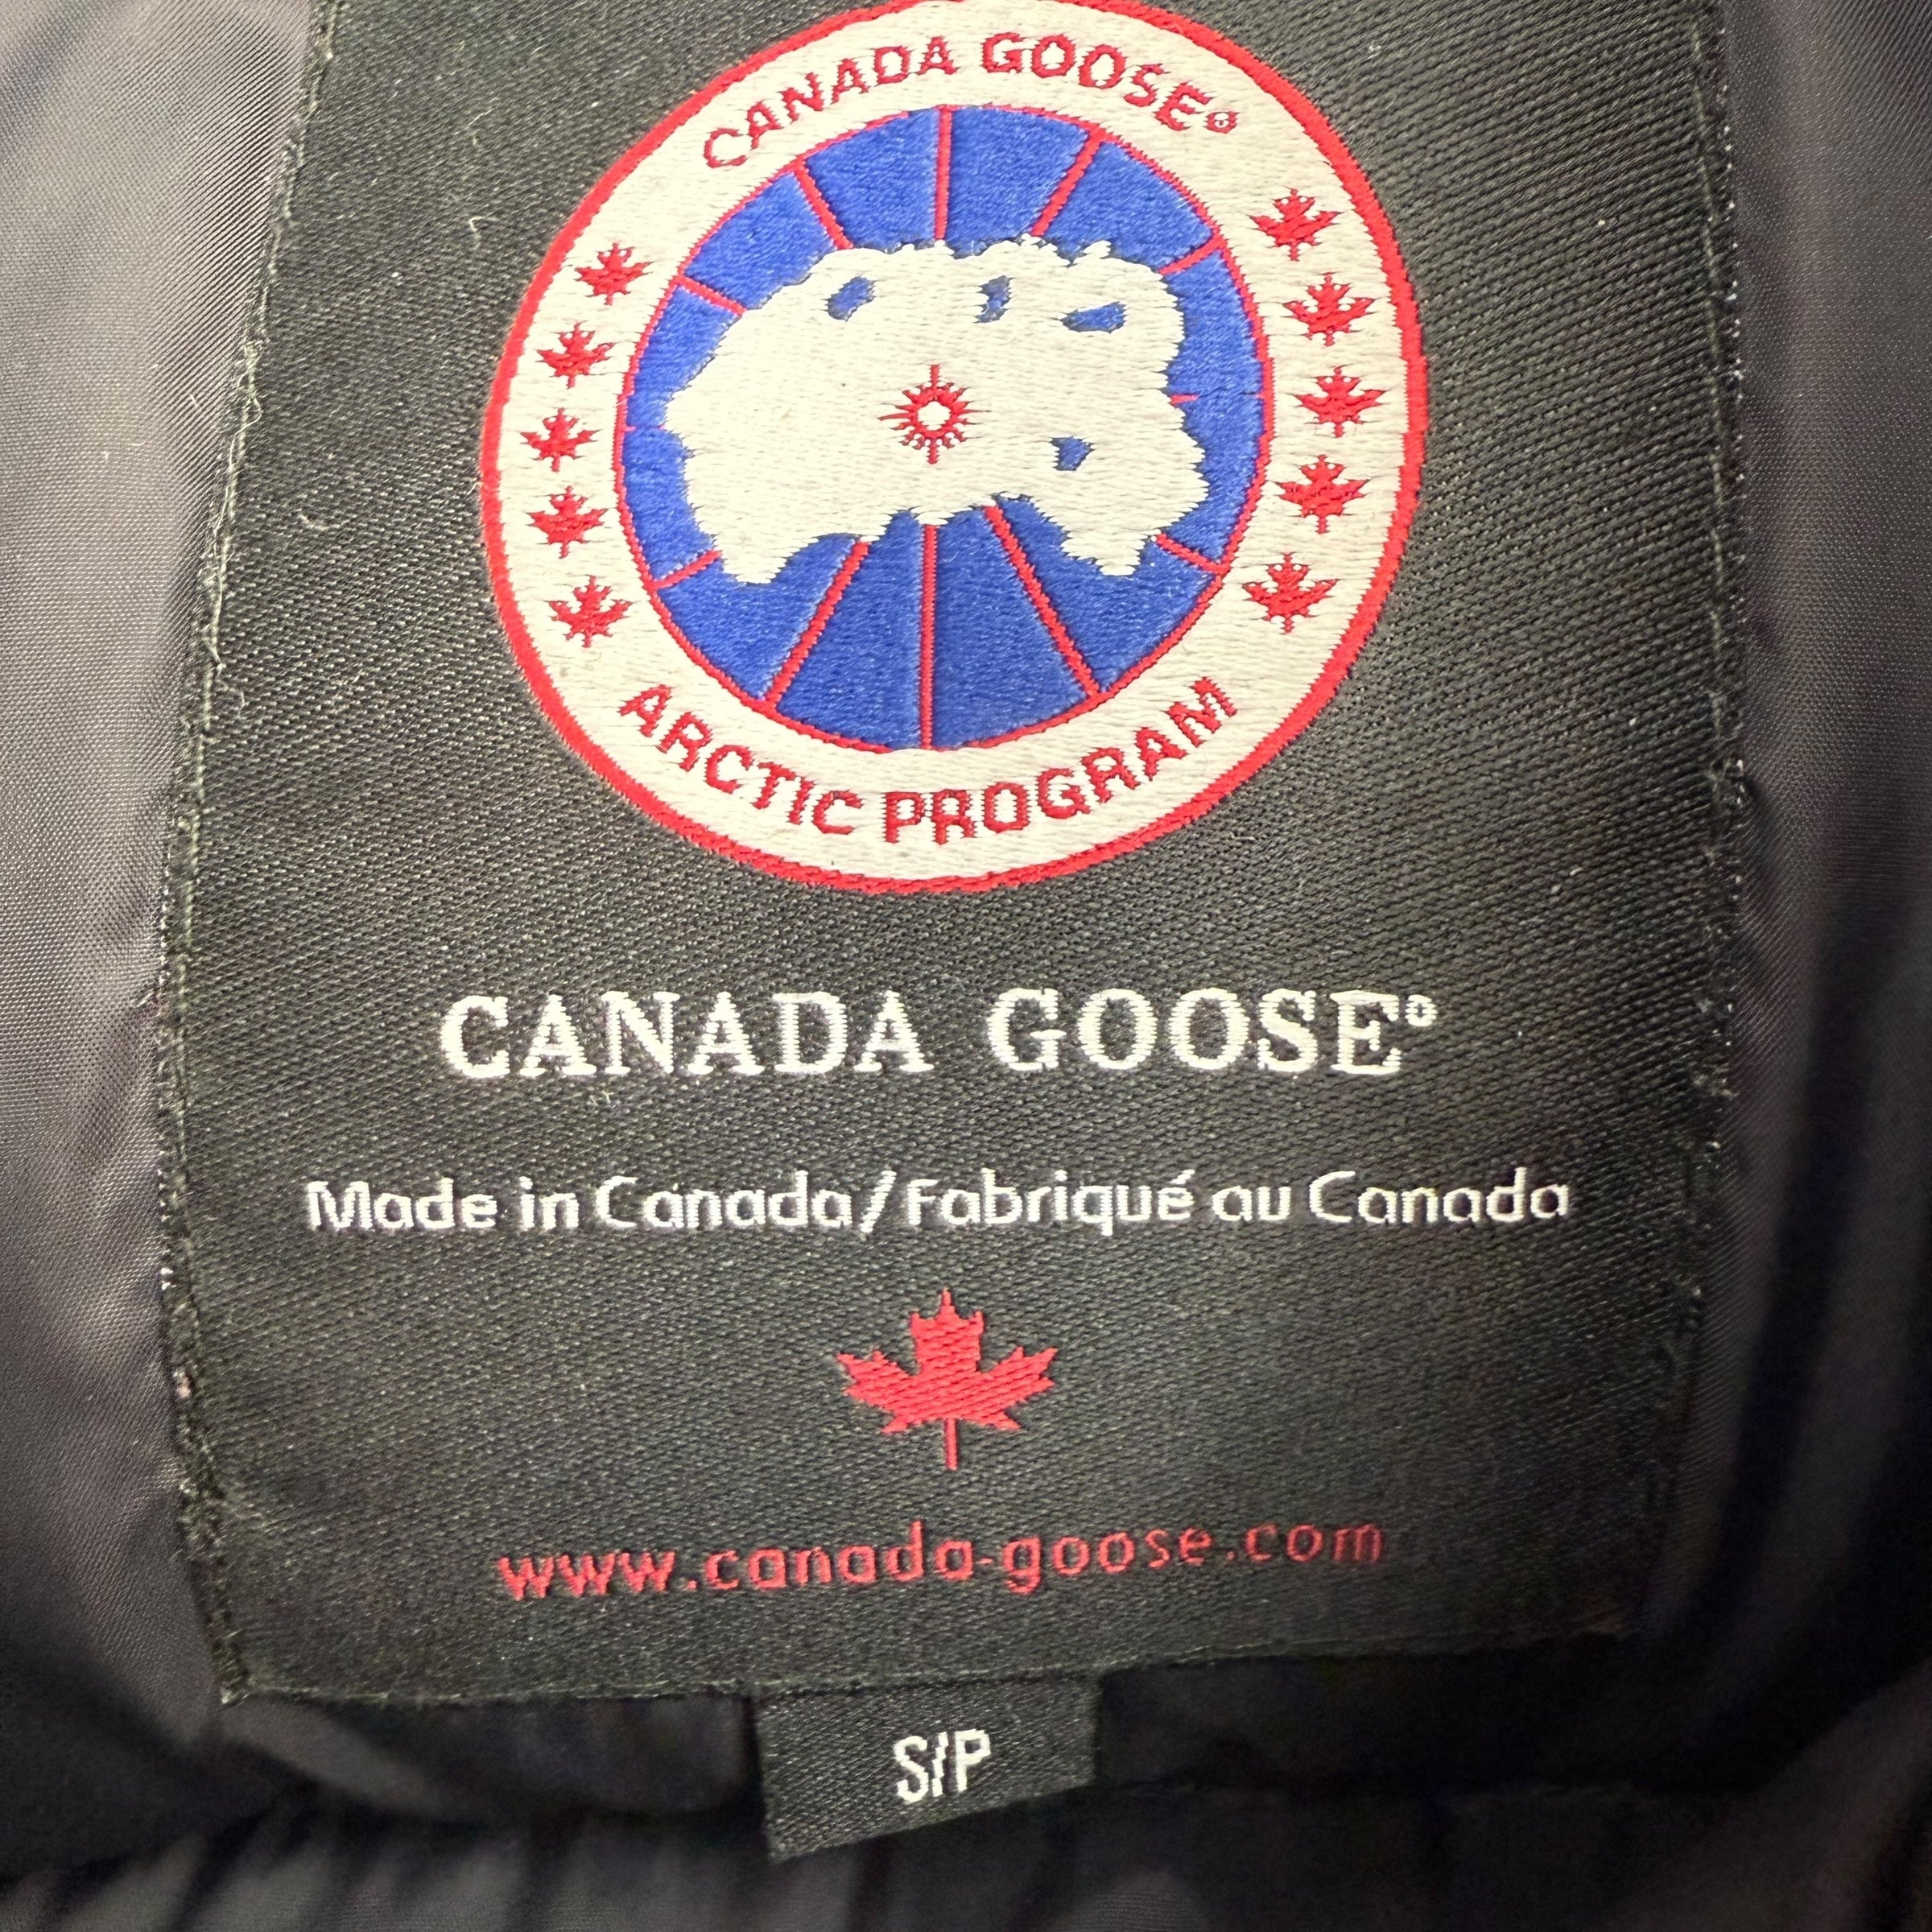 CANADA GOOSE®
ARCTIC PROGRAM
CANADA GOOSE®
Made in Canada/Fabriqué au Canada
www.canada-goose.com
S/P